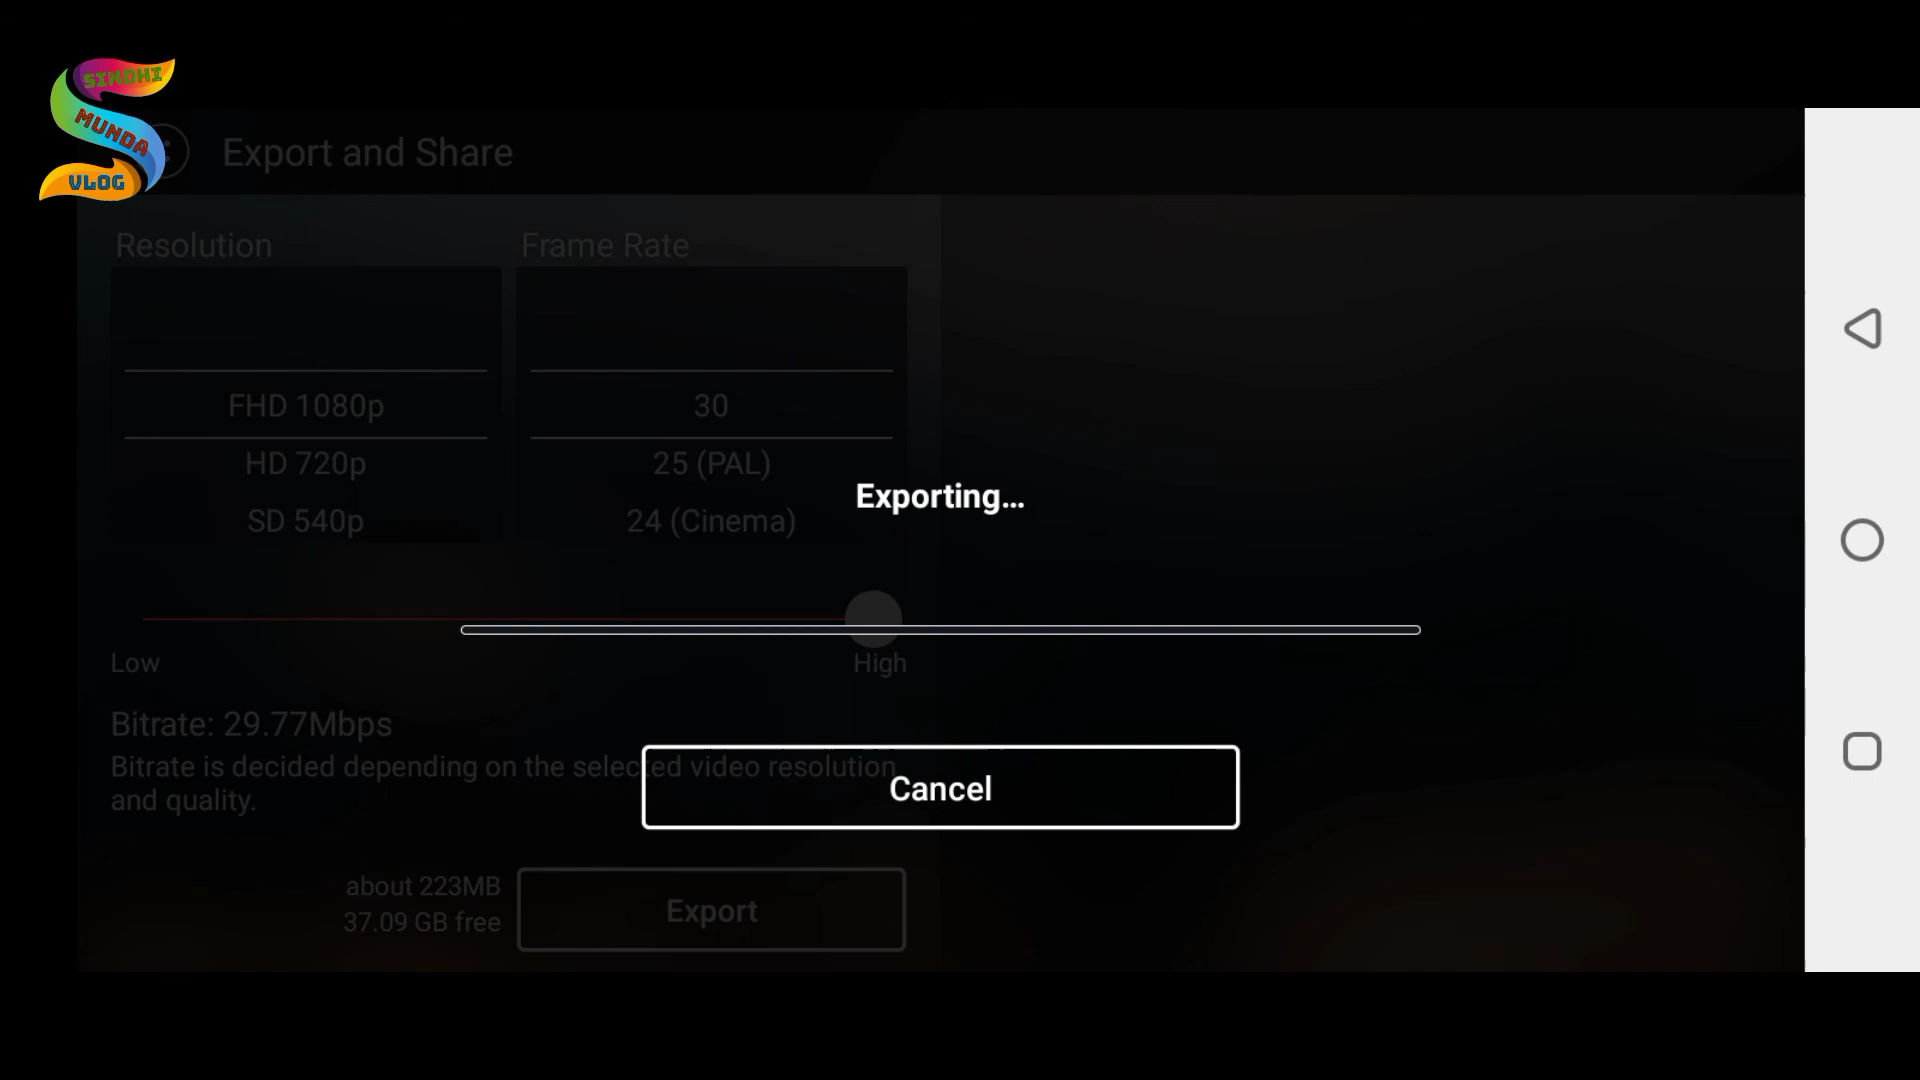 SINDHI
MUNDA
VLOG
Export and Share
Resolution
Frame Rate
FHD 1080p
30
HD 720p
25 (PAL)
SD 540p
24 (Cinema)
Exporting...
Low
High
Bitrate: 29.77Mbps
Bitrate is decided depending on the selected video resolution
and quality.
Cancel
about 223MB
37.09 GB free
Export